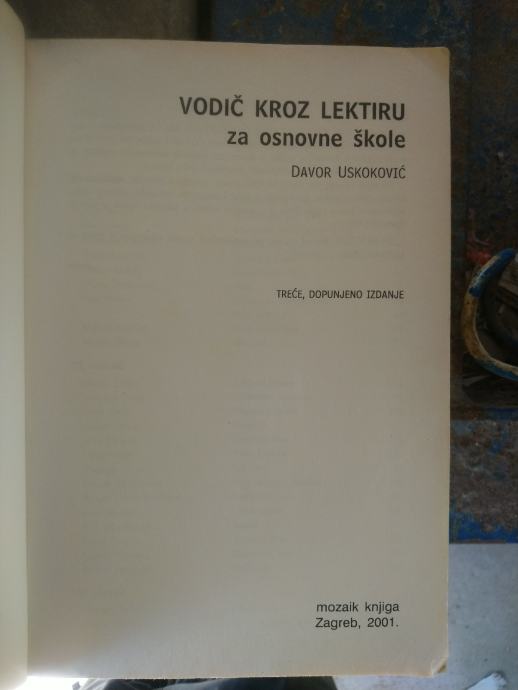 VODIČ KROZ LEKTIRU
za osnovne škole
DAVOR USKOKOVIĆ
TREĆE, DOPUNJENO IZDANJE
mozaik knjiga
Zagreb, 2001.